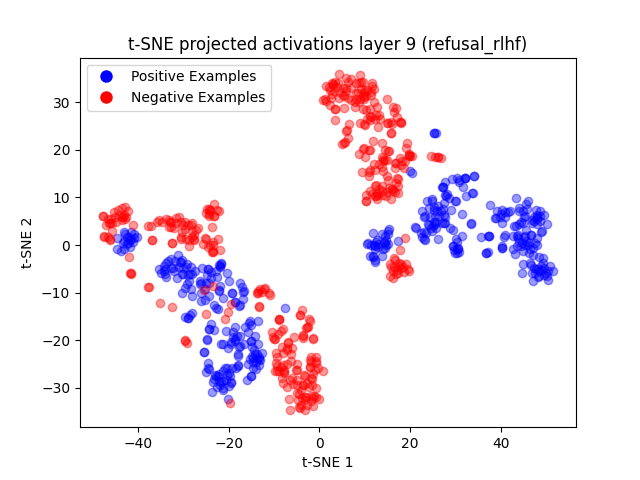 t-SNE projected activations layer 9 (refusal_rlhf)
Positive Examples
Negative Examples
30
20
10
0
−10
−20
−30
t-SNE 2
−40
−20
0
20
40
t-SNE 1